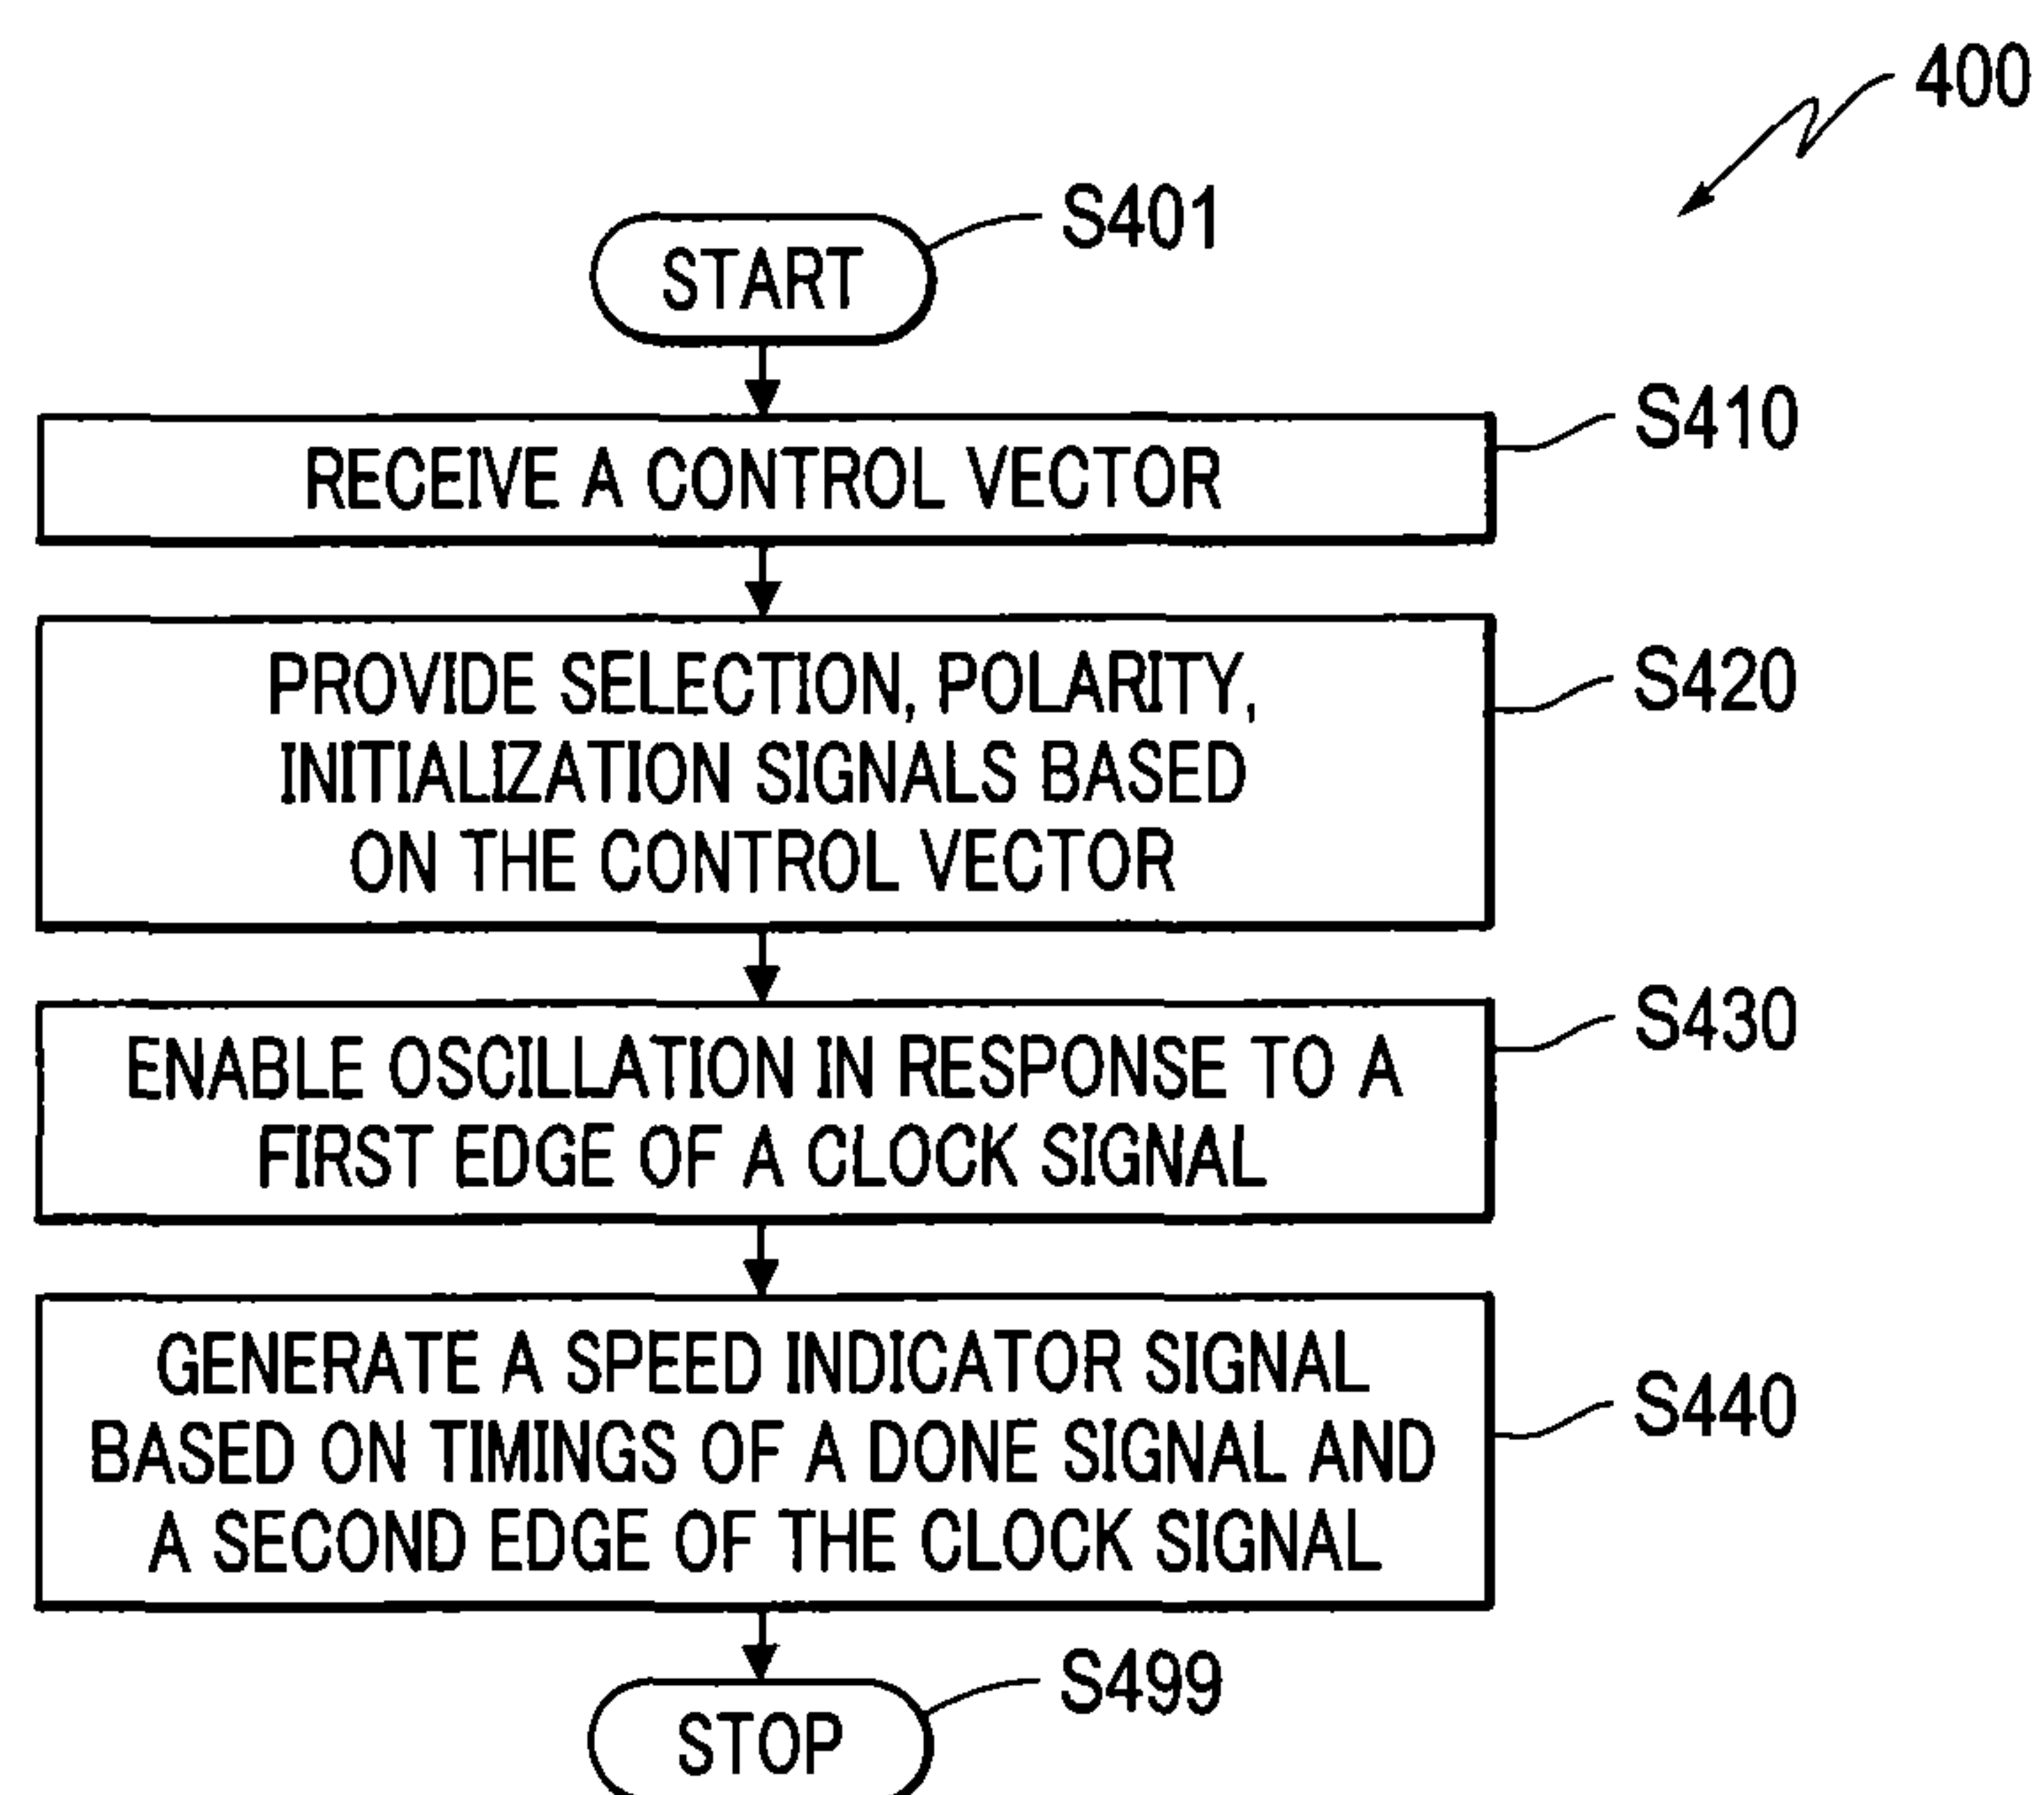 400
START
S401
RECEIVE A CONTROL VECTOR
S410
PROVIDE SELECTION, POLARITY,
INITIALIZATION SIGNALS BASED
ON THE CONTROL VECTOR
S420
ENABLE OSCILLATION IN RESPONSE TO A
FIRST EDGE OF A CLOCK SIGNAL
S430
GENERATE A SPEED INDICATOR SIGNAL
BASED ON TIMINGS OF A DONE SIGNAL AND
A SECOND EDGE OF THE CLOCK SIGNAL
S440
STOP
S499